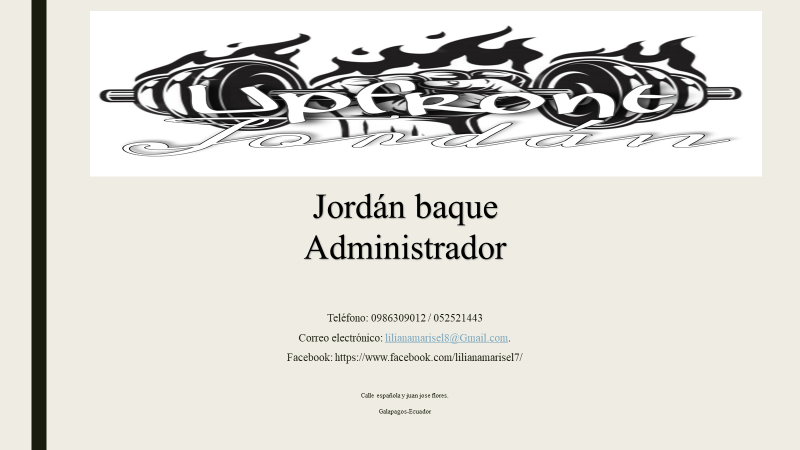 Upfront
Jordán
Jordán baque
Administrador
Teléfono: 0986309012 / 052521443
Correo electrónico: lilianamarisel8@Gmail.com.
Facebook: https://www.facebook.com/lilianamarisel7/
Calle española y juan jose flores.
Galapagos-Ecuador